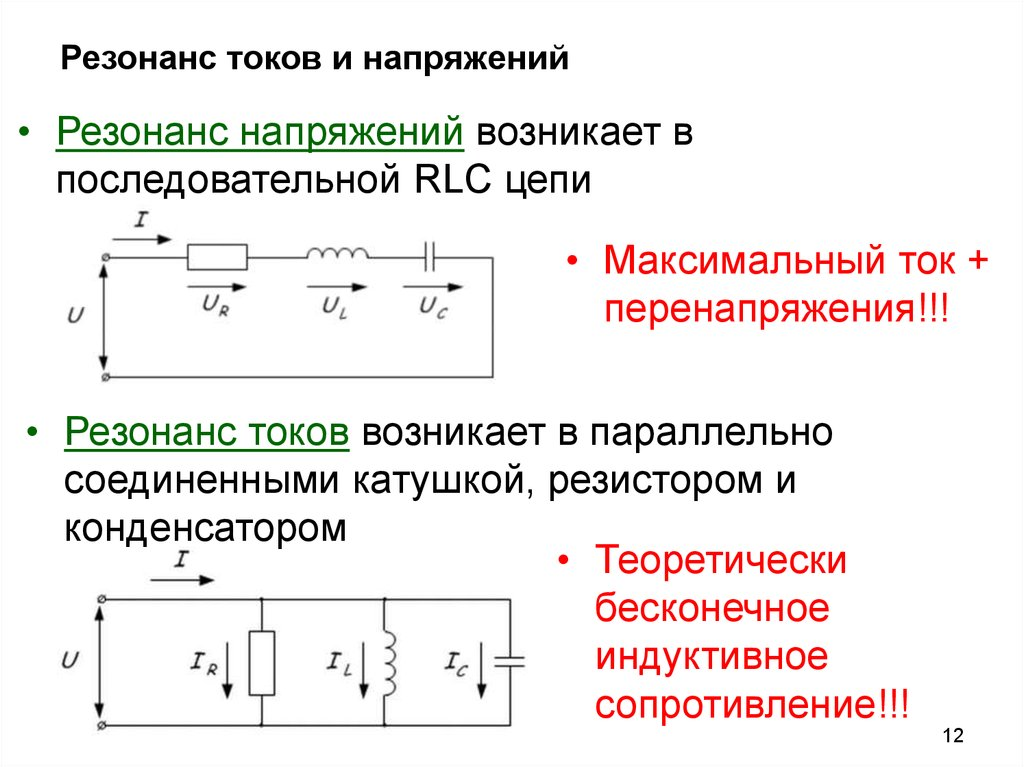 Резонанс токов и напряжений
• Резонанс напряжений возникает в
последовательной RLC цепи
I
U
U_R
U_L
U_C
• Максимальный ток +
перенапряжения!!!
• Резонанс токов возникает в параллельно
соединенными катушкой, резистором и
конденсатором
I
U
I_R
I_L
I_C
• Теоретически
бесконечное
индуктивное
сопротивление!!!
12